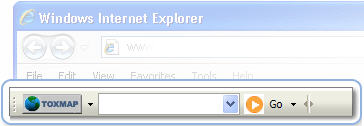 Windows Internet Explorer
www
File Edit View Favorites Tools Help
TOXMAP Go